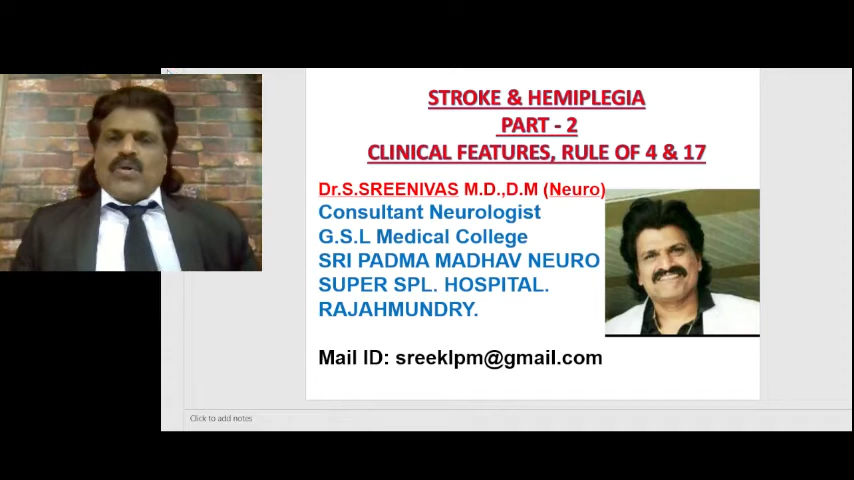 STROKE & HEMIPLEGIA
PART - 2
CLINICAL FEATURES, RULE OF 4 & 17
Dr.S.SREENIVAS M.D.,D.M (Neuro)
Consultant Neurologist
G.S.L Medical College
SRI PADMA MADHAV NEURO
SUPER SPL. HOSPITAL.
RAJAHMUNDRY.
Mail ID: sreeklpm@gmail.com
Click to add notes